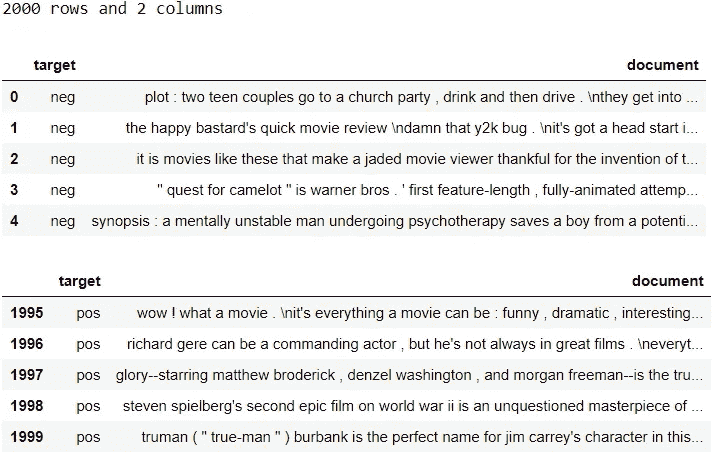 2000 rows and 2 columns
target document
0 neg plot : two teen couples go to a church party , drink and then drive . \nthey get into ...
1 neg the happy bastard's quick movie review \ndamn that y2k bug . \nit's got a head start i...
2 neg it is movies like these that make a jaded movie viewer thankful for the invention of t...
3 neg " quest for camelot " is warner bros . ' first feature-length , fully-animated attemp...
4 neg synopsis : a mentally unstable man undergoing psychotherapy saves a boy from a potenti...
target document
1995 pos wow ! what a movie . \nit's everything a movie can be : funny , dramatic , interesting...
1996 pos richard gere can be a commanding actor , but he's not always in great films . \neveryt...
1997 pos glory--starring matthew broderick , denzel washington , and morgan freeman--is the tru...
1998 pos steven spielberg's second epic film on world war ii is an unquestioned masterpiece of ...
1999 pos truman ( " true-man " ) burbank is the perfect name for jim carrey's character in this...